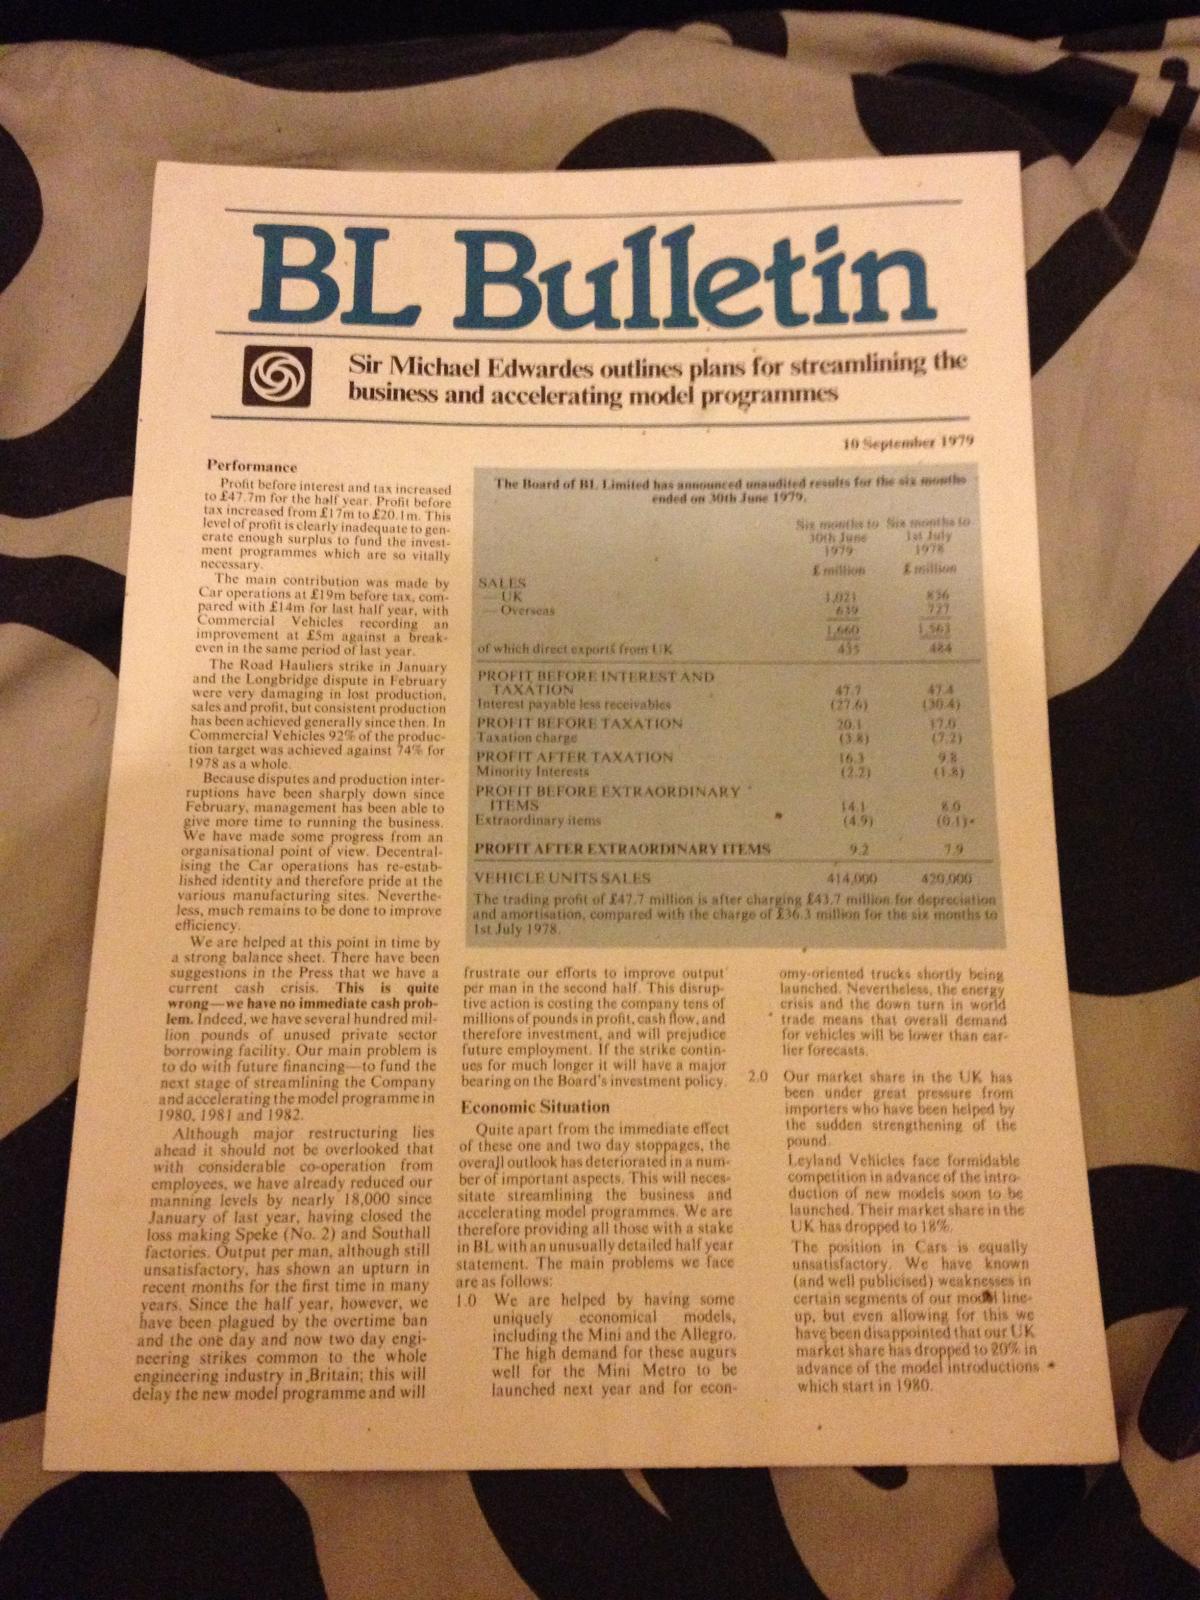 BL Bulletin
Sir Michael Edwardes outlines plans for streamlining the
business and accelerating model programmes
10 September 1979
Performance
Profit before interest and tax increased
to £47.7m for the half year. Profit before
tax increased from £17m to £20.1m. This
level of profit is clearly inadequate to gen-
erate enough surplus to fund the invest-
ment programmes which are so vitally
necessary.
The main contribution was made by
Car operations at £19m before tax, com-
pared with £14m for last half year, with
Commercial Vehicles recording an
improvement at £5m against a break-
even in the same period of last year.
The Road Hauliers strike in January
and the Longbridge dispute in February
were very damaging in lost production,
sales and profit, but consistent production
has been achieved generally since then. In
Commercial Vehicles 92% of the produc-
tion target was achieved against 74% for
1978 as a whole.
Because disputes and production inter-
ruptions have been sharply down since
February, management has been able to
give more time to running the business.
We have made some progress from an
organisational point of view. Decentral-
ising the Car operations has re-estab-
lished identity and therefore pride at the
various manufacturing sites. Neverthe-
less, much remains to be done to improve
efficiency.
We are helped at this point in time by
a strong balance sheet. There have been
suggestions in the Press that we have a
current cash crisis. This is quite
wrong—we have no immediate cash prob-
lem. Indeed, we have several hundred mil-
lion pounds of unused private sector
borrowing facility. Our main problem is
to do with future financing—to fund the
next stage of streamlining the Company
and accelerating the model programme in
1980, 1981 and 1982.
Although major restructuring lies
ahead it should not be overlooked that
with considerable co-operation from
employees, we have already reduced our
manning levels by nearly 18,000 since
January of last year, having closed the
loss making Speke (No. 2) and Southall
factories. Output per man, although still
unsatisfactory, has shown an upturn in
recent months for the first time in many
years. Since the half year, however, we
have been plagued by the overtime ban
and the one day and now two day engi-
neering strikes common to the whole
engineering industry in Britain; this will
delay the new model programme and will
The Board of BL Limited has announced unaudited results for the six months
ended on 30th June 1979.
Six months to Six months to
30th June 1st July
1979 1978
£ million £ million
SALES
— UK 1,021 836
— Overseas 639 727
1,660 1,563
of which direct exports from UK 435 484
PROFIT BEFORE INTEREST AND
TAXATION 47.7 47.4
Interest payable less receivables (27.6) (30.4)
PROFIT BEFORE TAXATION 20.1 17.0
Taxation charge (3.8) (7.2)
PROFIT AFTER TAXATION 16.3 9.8
Minority Interests (2.2) (1.8)
PROFIT BEFORE EXTRAORDINARY
ITEMS 14.1 8.0
Extraordinary items (4.9) (0.1)
PROFIT AFTER EXTRAORDINARY ITEMS 9.2 7.9
VEHICLE UNITS SALES 414,000 420,000
The trading profit of £47.7 million is after charging £43.7 million for depreciation
and amortisation, compared with the charge of £36.3 million for the six months to
1st July 1978.
frustrate our efforts to improve output
per man in the second half. This disrup-
tive action is costing the company tens of
millions of pounds in profit, cash flow, and
therefore investment, and will prejudice
future employment. If the strike contin-
ues for much longer it will have a major
bearing on the Board's investment policy.
Economic Situation
Quite apart from the immediate effect
of these one and two day stoppages, the
overall outlook has deteriorated in a num-
ber of important aspects. This will neces-
sitate streamlining the business and
accelerating model programmes. We are
therefore providing all those with a stake
in BL with an unusually detailed half year
statement. The main problems we face
are as follows:
1.0 We are helped by having some
uniquely economical models,
including the Mini and the Allegro.
The high demand for these augurs
well for the Mini Metro to be
launched next year and for econ-
omy-oriented trucks shortly being
launched. Nevertheless, the energy
crisis and the down turn in world
trade means that overall demand
for vehicles will be lower than ear-
lier forecasts.
2.0 Our market share in the UK has
been under great pressure from
importers who have been helped by
the sudden strengthening of the
pound.
Leyland Vehicles face formidable
competition in advance of the intro-
duction of new models soon to be
launched. Their market share in the
UK has dropped to 18%.
The position in Cars is equally
unsatisfactory. We have known
(and well publicised) weaknesses in
certain segments of our model line-
up, but even allowing for this we
have been disappointed that our UK
market share has dropped to 20% in
advance of the model introductions
which start in 1980.